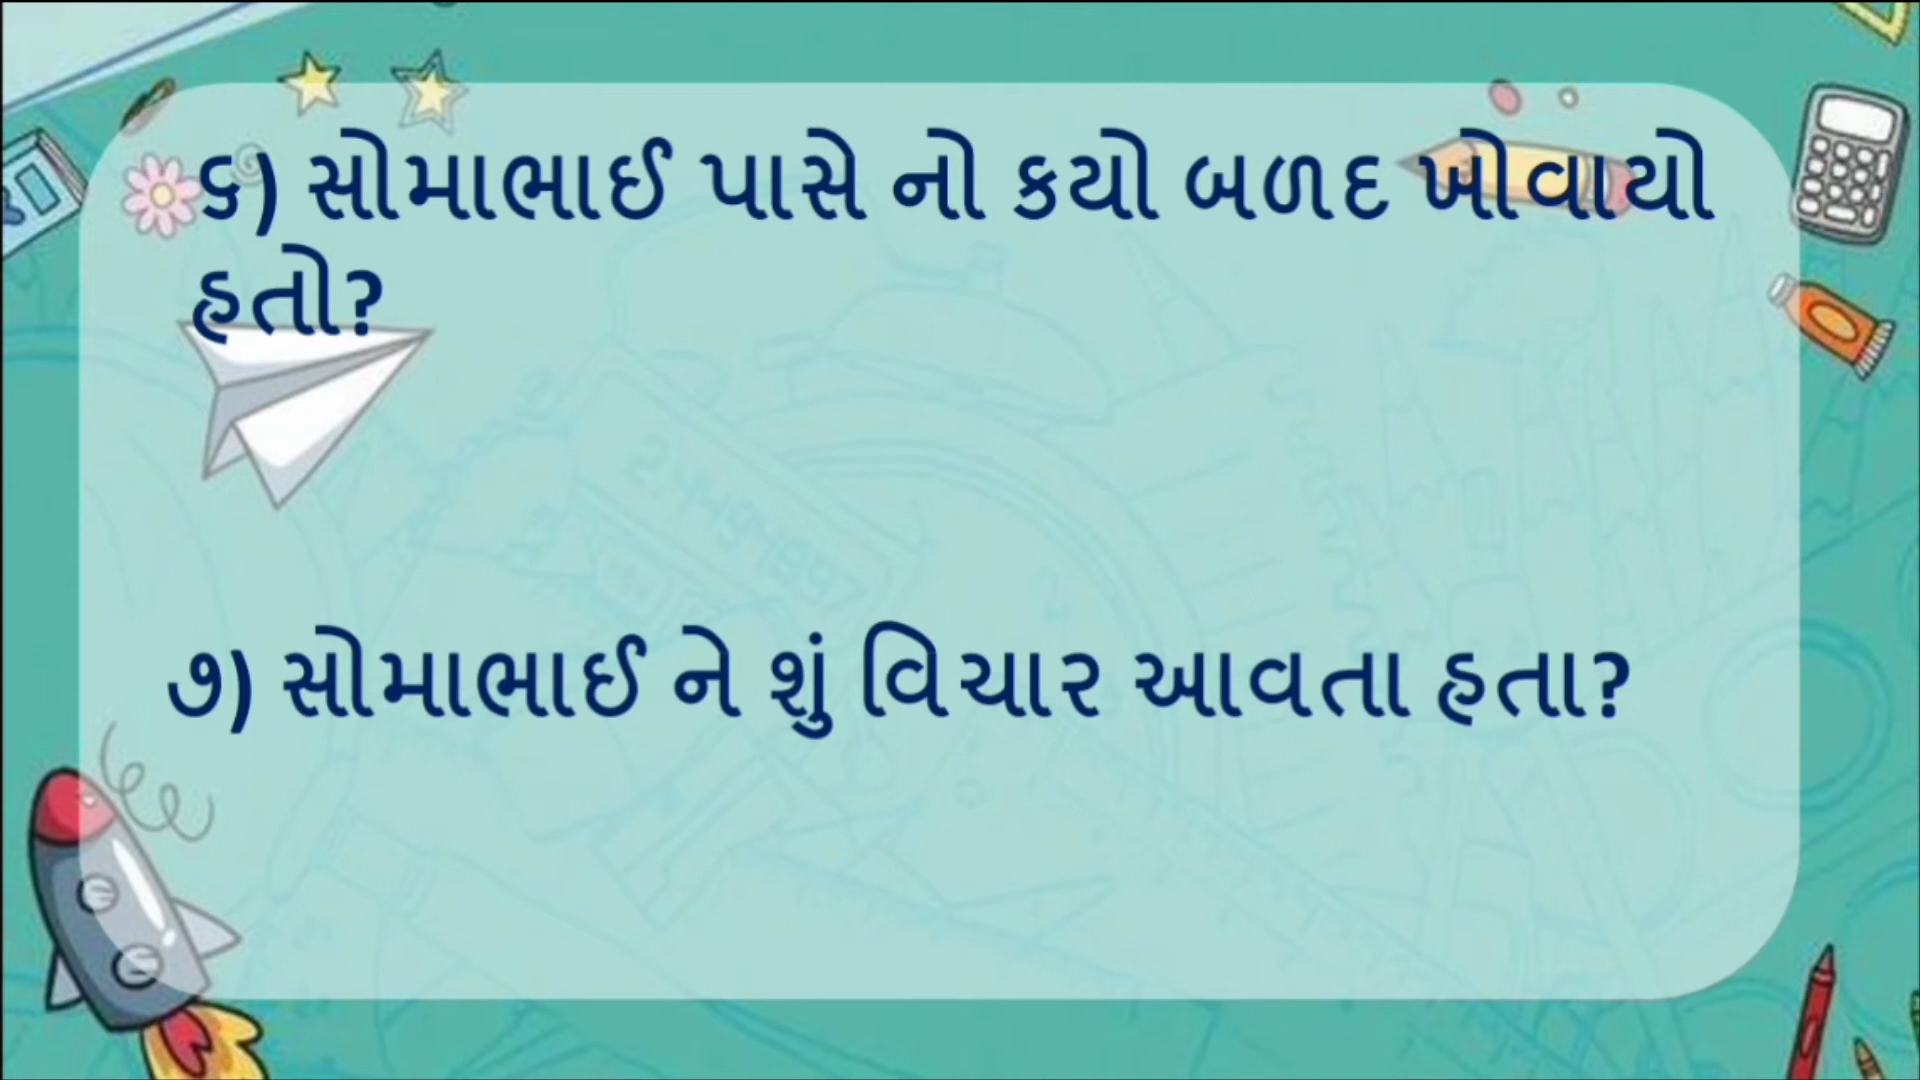 ૬) સોમાભાઈ પાસે નો કયો બળદ ખોવાયો
હતો?
૭) સોમાભાઈ ને શું વિચાર આવતા હતા?